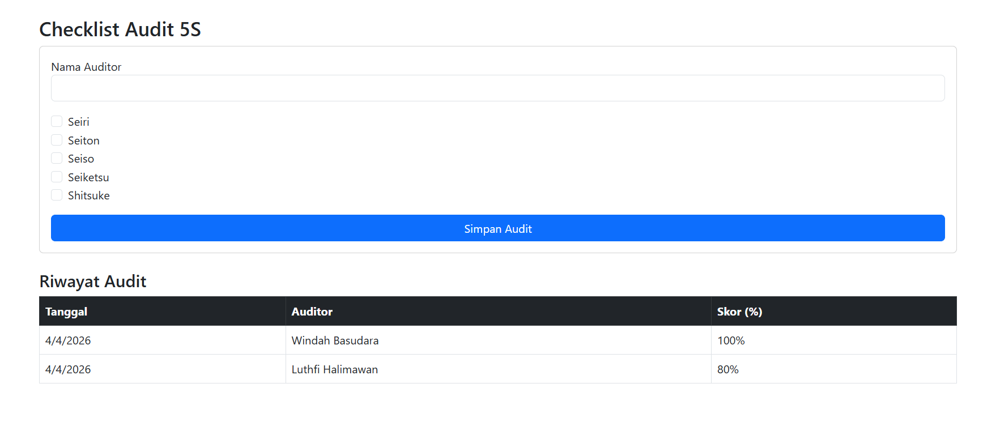 Checklist Audit 5S
Nama Auditor
Seiri
Seiton
Seiso
Seiketsu
Shitsuke
Simpan Audit
Riwayat Audit
Tanggal Auditor Skor (%)
4/4/2026 Windah Basudara 100%
4/4/2026 Luthfi Halimawan 80%